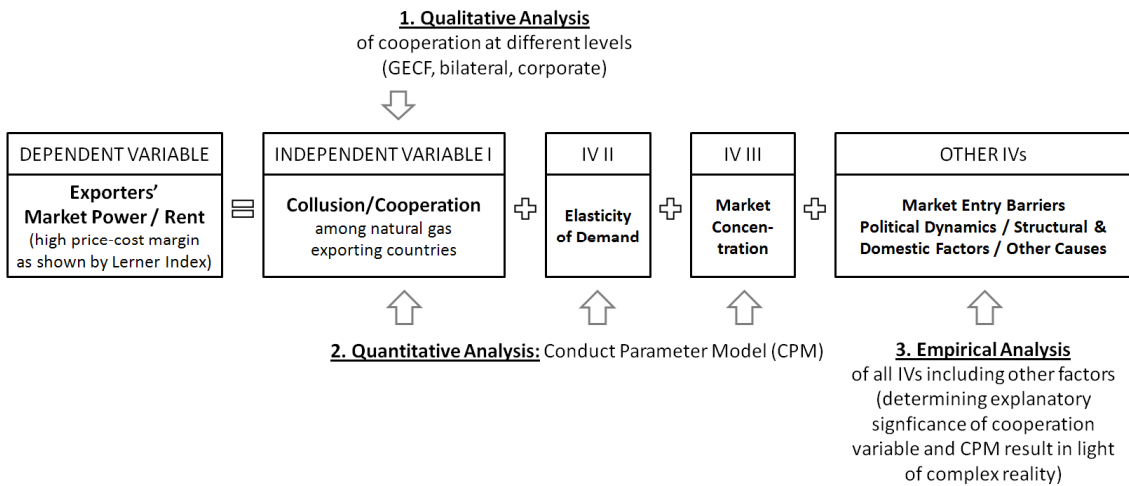 1. Qualitative Analysis
of cooperation at different levels
(GECF, bilateral, corporate)
DEPENDENT VARIABLE
Exporters’
Market Power / Rent
(high price-cost margin
as shown by Lerner Index)
=
INDEPENDENT VARIABLE I
Collusion/Cooperation
among natural gas
exporting countries
+
IV II
Elasticity
of Demand
+
IV III
Market
Concen-
tration
+
OTHER IVs
Market Entry Barriers
Political Dynamics / Structural &
Domestic Factors / Other Causes
2. Quantitative Analysis: Conduct Parameter Model (CPM)
3. Empirical Analysis
of all IVs including other factors
(determining explanatory
signficance of cooperation
variable and CPM result in light
of complex reality)